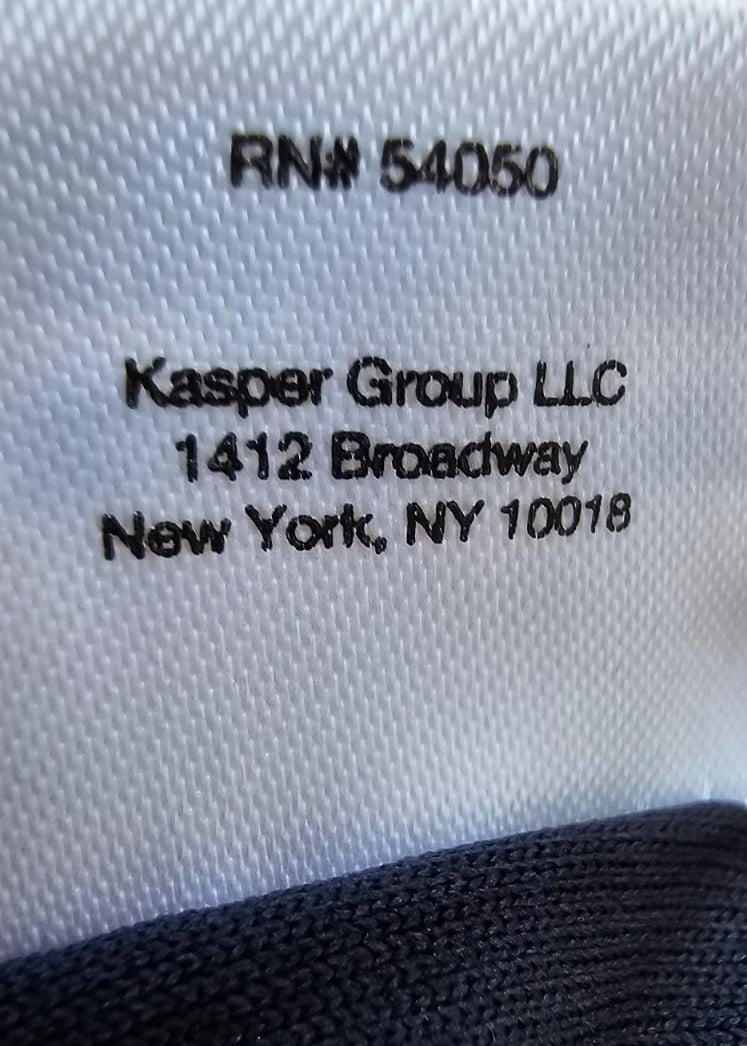 RN# 54050
Kasper Group LLC
1412 Broadway
New York, NY 10018